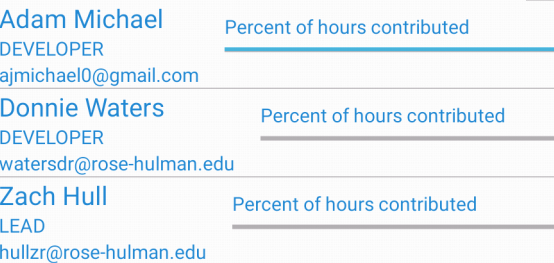 Adam Michael
Percent of hours contributed
DEVELOPER
ajmichael0@gmail.com
Donnie Waters
Percent of hours contributed
DEVELOPER
watersdr@rose-hulman.edu
Zach Hull
Percent of hours contributed
LEAD
hullzr@rose-hulman.edu